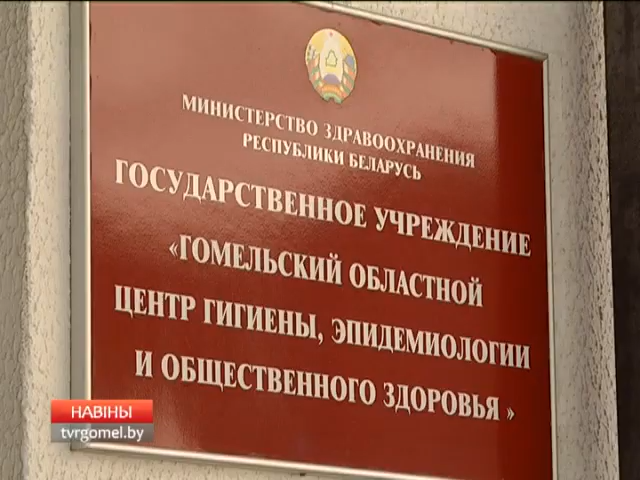 МИНИСТЕРСТВО ЗДРАВООХРАНЕНИЯ
РЕСПУБЛИКИ БЕЛАРУСЬ
ГОСУДАРСТВЕННОЕ УЧРЕЖДЕНИЕ
«ГОМЕЛЬСКИЙ ОБЛАСТНОЙ
ЦЕНТР ГИГИЕНЫ, ЭПИДЕМИОЛОГИИ
И ОБЩЕСТВЕННОГО ЗДОРОВЬЯ »
НАВІНЫ
tvrgomel.by